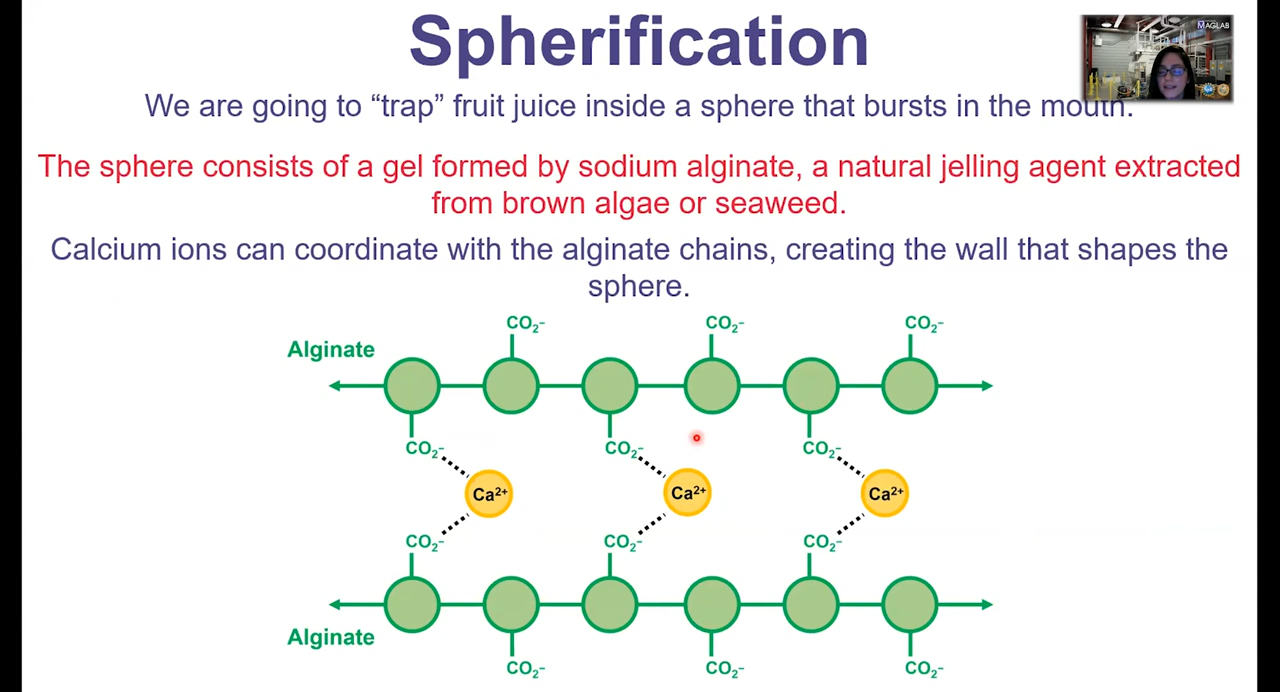 Spherification
MAGLAB
We are going to “trap” fruit juice inside a sphere that bursts in the mouth.
The sphere consists of a gel formed by sodium alginate, a natural jelling agent extracted
from brown algae or seaweed.
Calcium ions can coordinate with the alginate chains, creating the wall that shapes the
sphere.
CO₂⁻ CO₂⁻ CO₂⁻
Alginate
CO₂⁻ CO₂⁻ CO₂⁻
Ca²⁺ Ca²⁺ Ca²⁺
CO₂⁻ CO₂⁻ CO₂⁻
Alginate
CO₂⁻ CO₂⁻ CO₂⁻